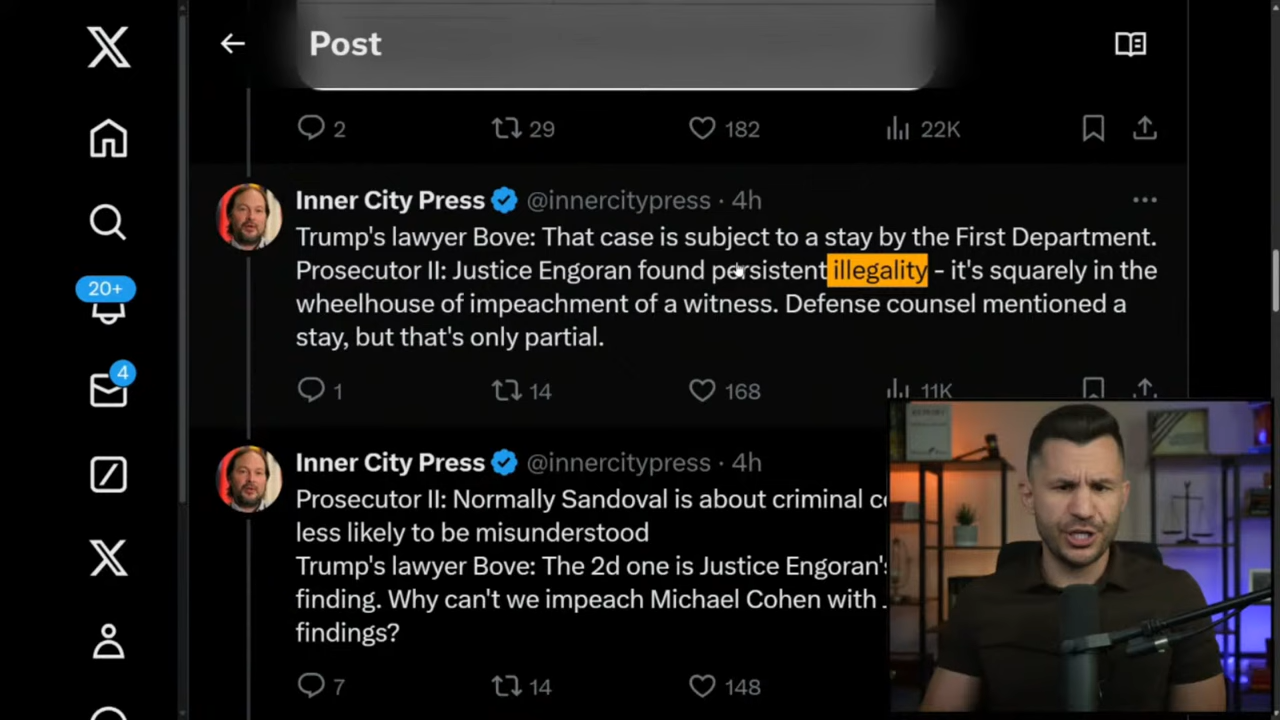 Post
2 29 182 22K
Inner City Press @innercitypress · 4h
Trump's lawyer Bove: That case is subject to a stay by the First Department.
Prosecutor II: Justice Engoran found persistent illegality - it's squarely in the
wheelhouse of impeachment of a witness. Defense counsel mentioned a
stay, but that's only partial.
1 14 168 11K
20+
4
Inner City Press @innercitypress · 4h
Prosecutor II: Normally Sandoval is about criminal
less likely to be misunderstood
Trump's lawyer Bove: The 2d one is Justice Engoran's
finding. Why can't we impeach Michael Cohen with
findings?
7 14 148